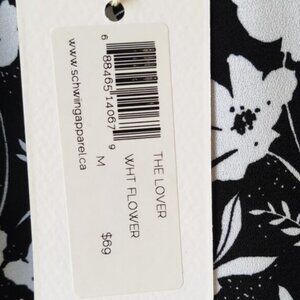 THE LOVER
WHT FLOWER
6 88465 14067 9
M
$69
www.schwingapparel.ca